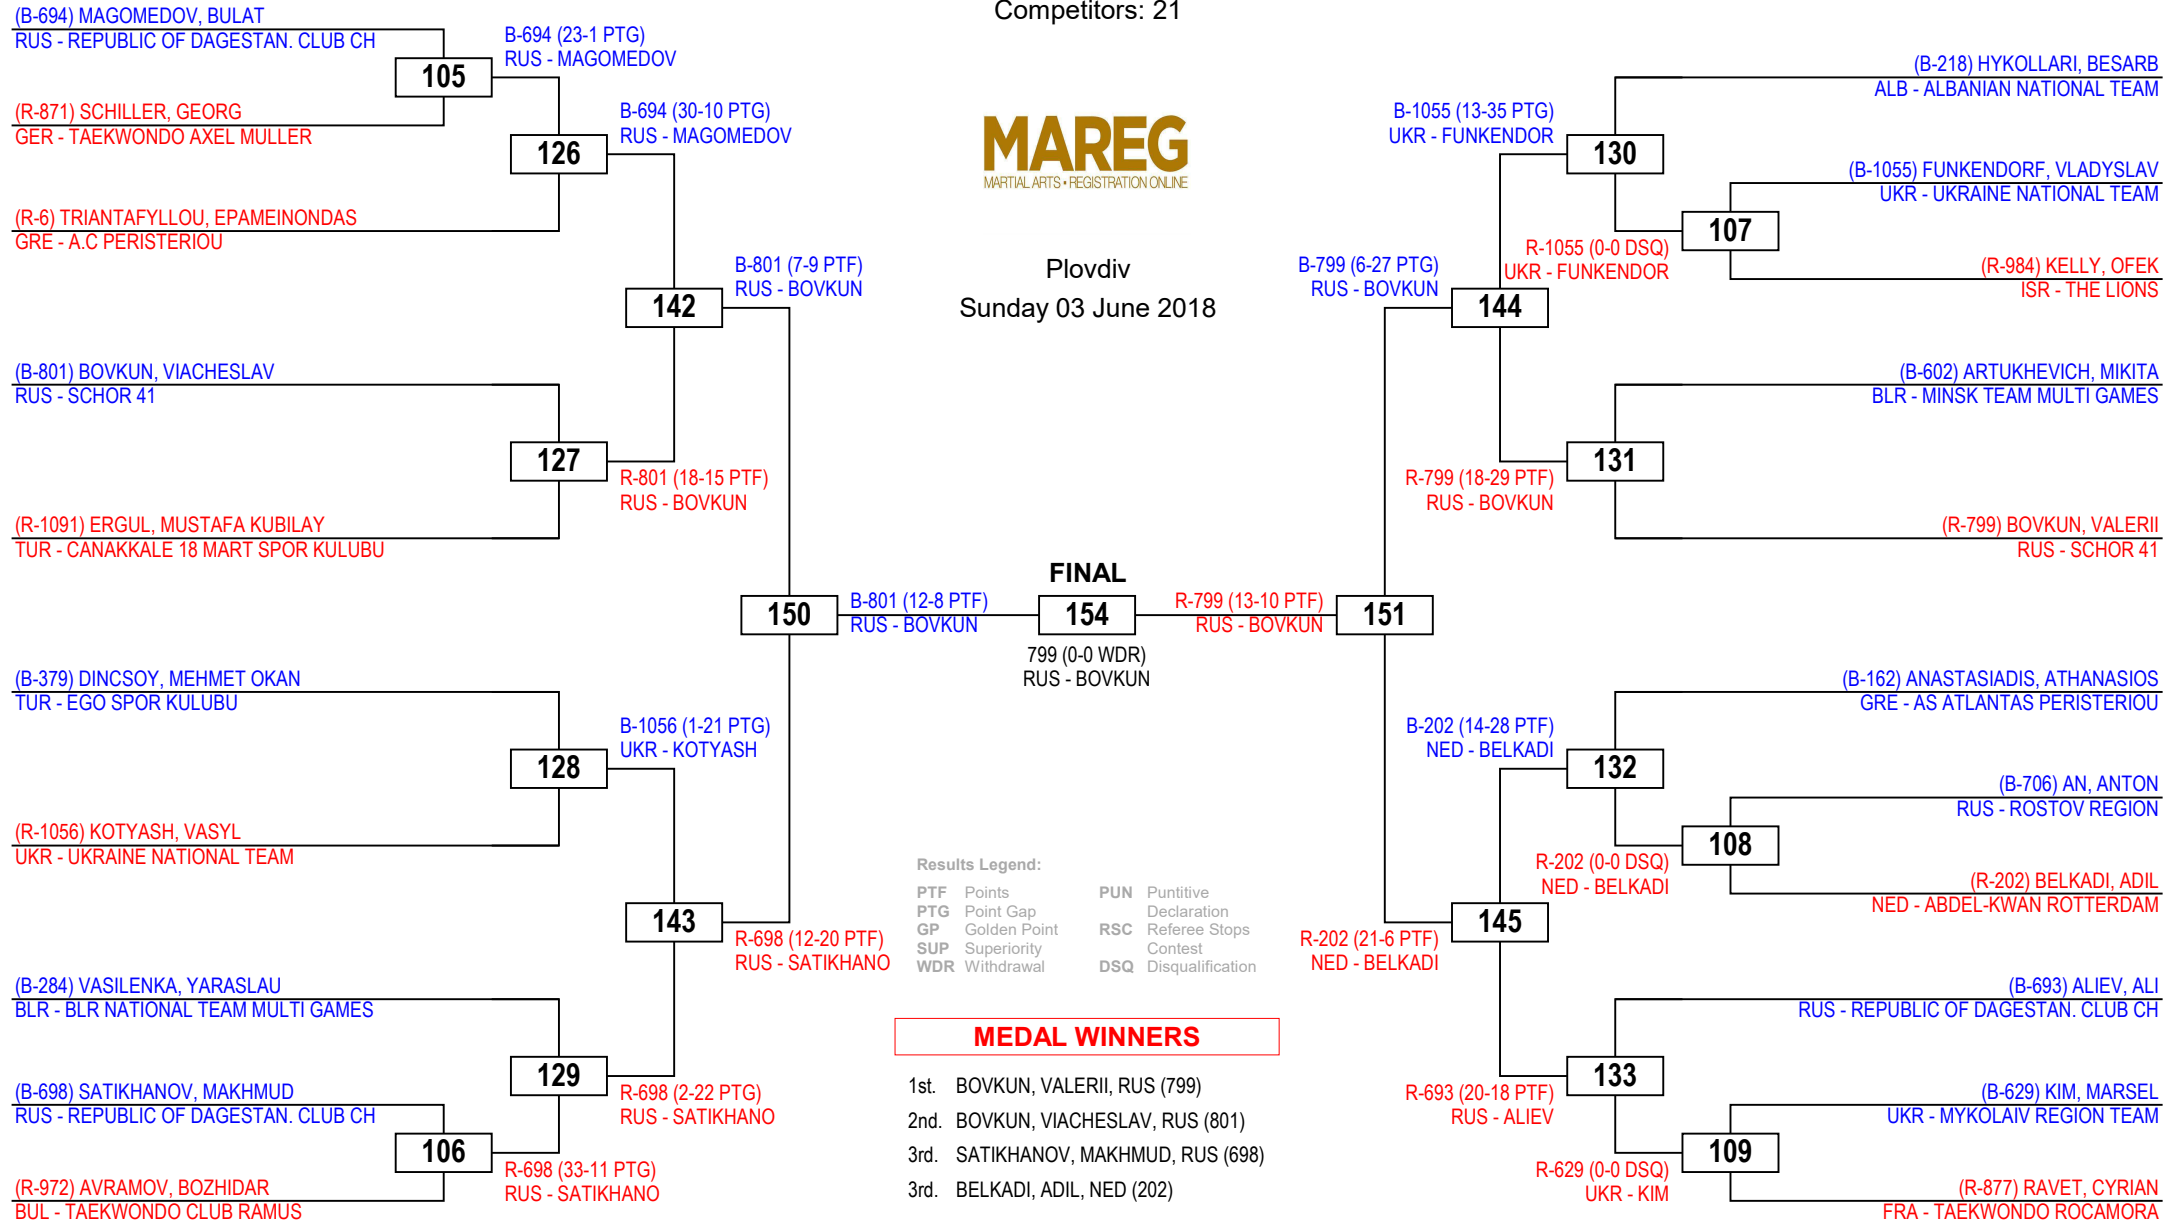 Competitors: 21
MAREG
MARTIAL ARTS • REGISTRATION ONLINE
Plovdiv
Sunday 03 June 2018
(B-694) MAGOMEDOV, BULAT
RUS - REPUBLIC OF DAGESTAN. CLUB CH
105
(R-871) SCHILLER, GEORG
GER - TAEKWONDO AXEL MULLER
B-694 (23-1 PTG)
RUS - MAGOMEDOV
126
(R-6) TRIANTAFYLLOU, EPAMEINONDAS
GRE - A.C PERISTERIOU
B-694 (30-10 PTG)
RUS - MAGOMEDOV
142
B-801 (7-9 PTF)
RUS - BOVKUN
(B-801) BOVKUN, VIACHESLAV
RUS - SCHOR 41
127
R-801 (18-15 PTF)
RUS - BOVKUN
(R-1091) ERGUL, MUSTAFA KUBILAY
TUR - CANAKKALE 18 MART SPOR KULUBU
150
B-801 (12-8 PTF)
RUS - BOVKUN
(B-379) DINCSOY, MEHMET OKAN
TUR - EGO SPOR KULUBU
128
B-1056 (1-21 PTG)
UKR - KOTYASH
(R-1056) KOTYASH, VASYL
UKR - UKRAINE NATIONAL TEAM
143
R-698 (12-20 PTF)
RUS - SATIKHANO
(B-284) VASILENKA, YARASLAU
BLR - BLR NATIONAL TEAM MULTI GAMES
129
R-698 (2-22 PTG)
RUS - SATIKHANO
(B-698) SATIKHANOV, MAKHMUD
RUS - REPUBLIC OF DAGESTAN. CLUB CH
106
R-698 (33-11 PTG)
RUS - SATIKHANO
(R-972) AVRAMOV, BOZHIDAR
BUL - TAEKWONDO CLUB RAMUS
FINAL
154
799 (0-0 WDR)
RUS - BOVKUN
(B-218) HYKOLLARI, BESARB
ALB - ALBANIAN NATIONAL TEAM
B-1055 (13-35 PTG)
UKR - FUNKENDOR
130
(B-1055) FUNKENDORF, VLADYSLAV
UKR - UKRAINE NATIONAL TEAM
107
R-1055 (0-0 DSQ)
UKR - FUNKENDOR
(R-984) KELLY, OFEK
ISR - THE LIONS
B-799 (6-27 PTG)
RUS - BOVKUN
144
(B-602) ARTUKHEVICH, MIKITA
BLR - MINSK TEAM MULTI GAMES
131
R-799 (18-29 PTF)
RUS - BOVKUN
(R-799) BOVKUN, VALERII
RUS - SCHOR 41
R-799 (13-10 PTF)
RUS - BOVKUN
151
(B-162) ANASTASIADIS, ATHANASIOS
GRE - AS ATLANTAS PERISTERIOU
B-202 (14-28 PTF)
NED - BELKADI
132
(B-706) AN, ANTON
RUS - ROSTOV REGION
108
R-202 (0-0 DSQ)
NED - BELKADI
(R-202) BELKADI, ADIL
NED - ABDEL-KWAN ROTTERDAM
145
R-202 (21-6 PTF)
NED - BELKADI
(B-693) ALIEV, ALI
RUS - REPUBLIC OF DAGESTAN. CLUB CH
133
R-693 (20-18 PTF)
RUS - ALIEV
(B-629) KIM, MARSEL
UKR - MYKOLAIV REGION TEAM
109
R-629 (0-0 DSQ)
UKR - KIM
(R-877) RAVET, CYRIAN
FRA - TAEKWONDO ROCAMORA
Results Legend:
PTF Points
PTG Point Gap
GP Golden Point
SUP Superiority
WDR Withdrawal
PUN Puntitive
Declaration
RSC Referee Stops
Contest
DSQ Disqualification
MEDAL WINNERS
1st. BOVKUN, VALERII, RUS (799)
2nd. BOVKUN, VIACHESLAV, RUS (801)
3rd. SATIKHANOV, MAKHMUD, RUS (698)
3rd. BELKADI, ADIL, NED (202)